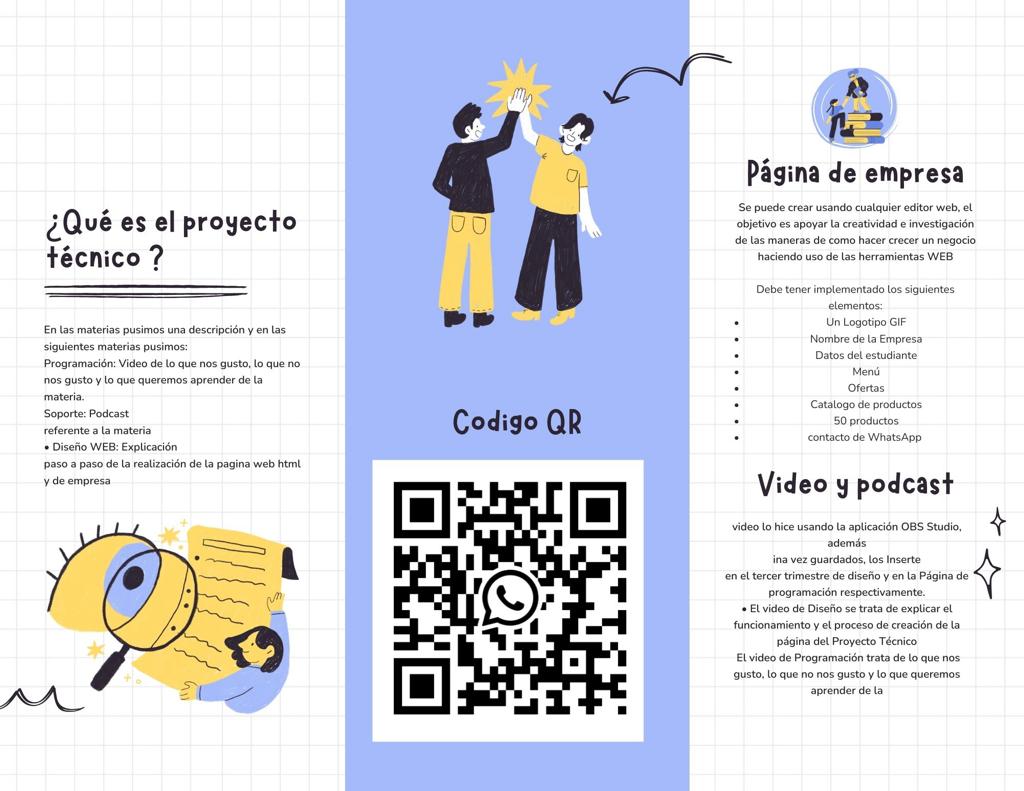 ¿Qué es el proyecto
técnico ?
En las materias pusimos una descripción y en las
siguientes materias pusimos:
Programación: Video de lo que nos gusto, lo que no
nos gusto y lo que queremos aprender de la
materia.
Soporte: Podcast
referente a la materia
• Diseño WEB: Explicación
paso a paso de la realización de la pagina web html
y de empresa
Codigo QR
Página de empresa
Se puede crear usando cualquier editor web, el
objetivo es apoyar la creatividad e investigación
de las maneras de como hacer crecer un negocio
haciendo uso de las herramientas WEB
Debe tener implementado los siguientes
elementos:
• Un Logotipo GIF
• Nombre de la Empresa
• Datos del estudiante
• Menú
• Ofertas
• Catalogo de productos
• 50 productos
• contacto de WhatsApp
Video y podcast
video lo hice usando la aplicación OBS Studio,
además
ina vez guardados, los Inserte
en el tercer trimestre de diseño y en la Página de
programación respectivamente.
• El video de Diseño se trata de explicar el
funcionamiento y el proceso de creación de la
página del Proyecto Técnico
El video de Programación trata de lo que nos
gusto, lo que no nos gusto y lo que queremos
aprender de la